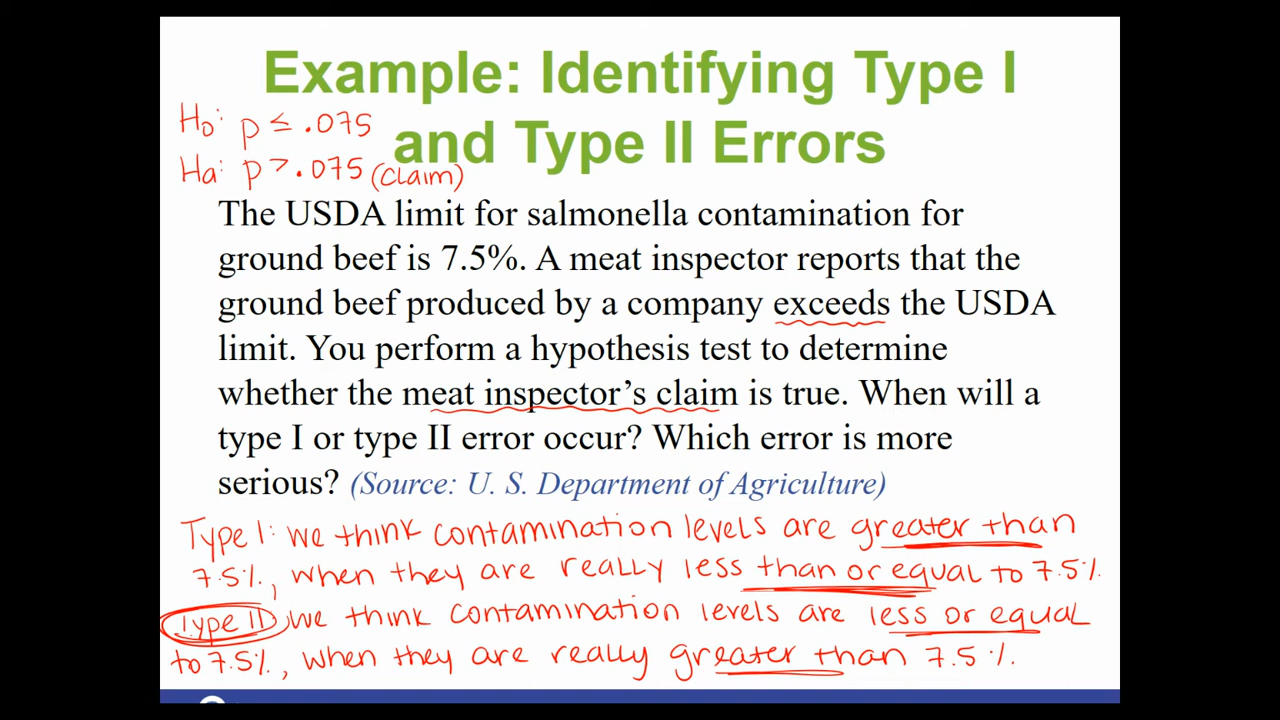 Example: Identifying Type I
and Type II Errors
H₀: p ≤ .075
Ha: p > .075 (claim)
The USDA limit for salmonella contamination for
ground beef is 7.5%. A meat inspector reports that the
ground beef produced by a company exceeds the USDA
limit. You perform a hypothesis test to determine
whether the meat inspector’s claim is true. When will a
type I or type II error occur? Which error is more
serious? (Source: U. S. Department of Agriculture)
Type I: we think contamination levels are greater than
7.5%, when they are really less than or equal to 7.5%.
Type II we think contamination levels are less or equal
to 7.5%, when they are really greater than 7.5%.